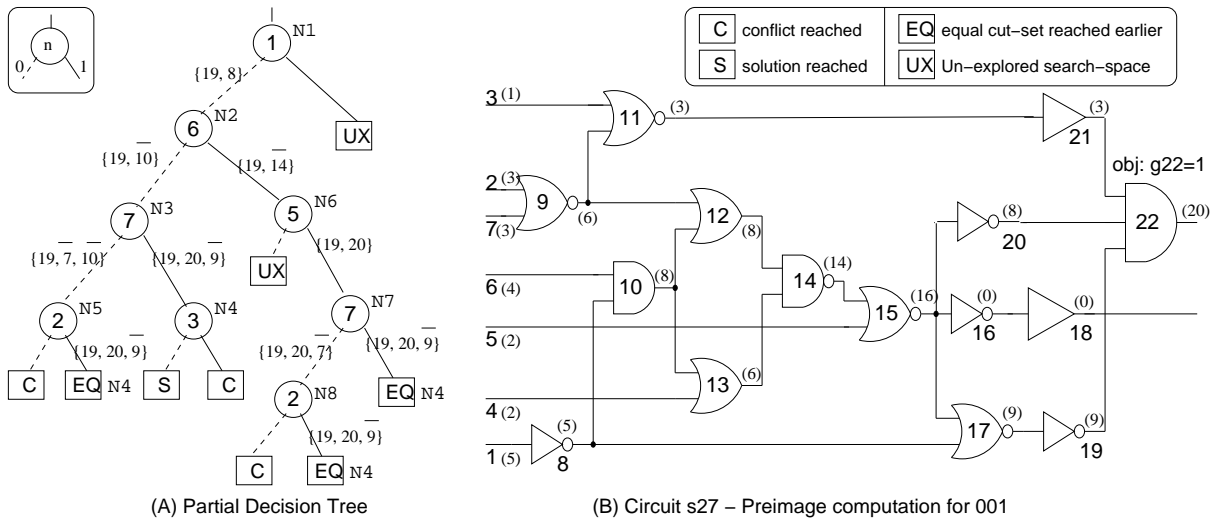 n
0 1
1 N1
{19, 8}
6 N2
UX
{19, 10}
{19, 14}
7 N3
5 N6
{19, 7, 10}
{19, 20, 9}
UX
{19, 20}
2 N5
3 N4
7 N7
{19, 20, 9}
{19, 20, 7}
{19, 20, 9}
C EQ N4 S C
2 N8
EQ N4
{19, 20, 9}
C EQ N4
(A) Partial Decision Tree
C conflict reached
S solution reached
EQ equal cut-set reached earlier
UX Un-explored search-space
3 (1)
11 (3)
21 (3)
obj: g22=1
2 (3)
7 (3)
9 (6)
12 (8)
20 (8)
22 (20)
6 (4)
10 (8)
14 (14)
15 (16)
16 (0)
18 (0)
5 (2)
13 (6)
4 (2)
1 (5)
8 (5)
17 (9)
19 (9)
(B) Circuit s27 – Preimage computation for 001